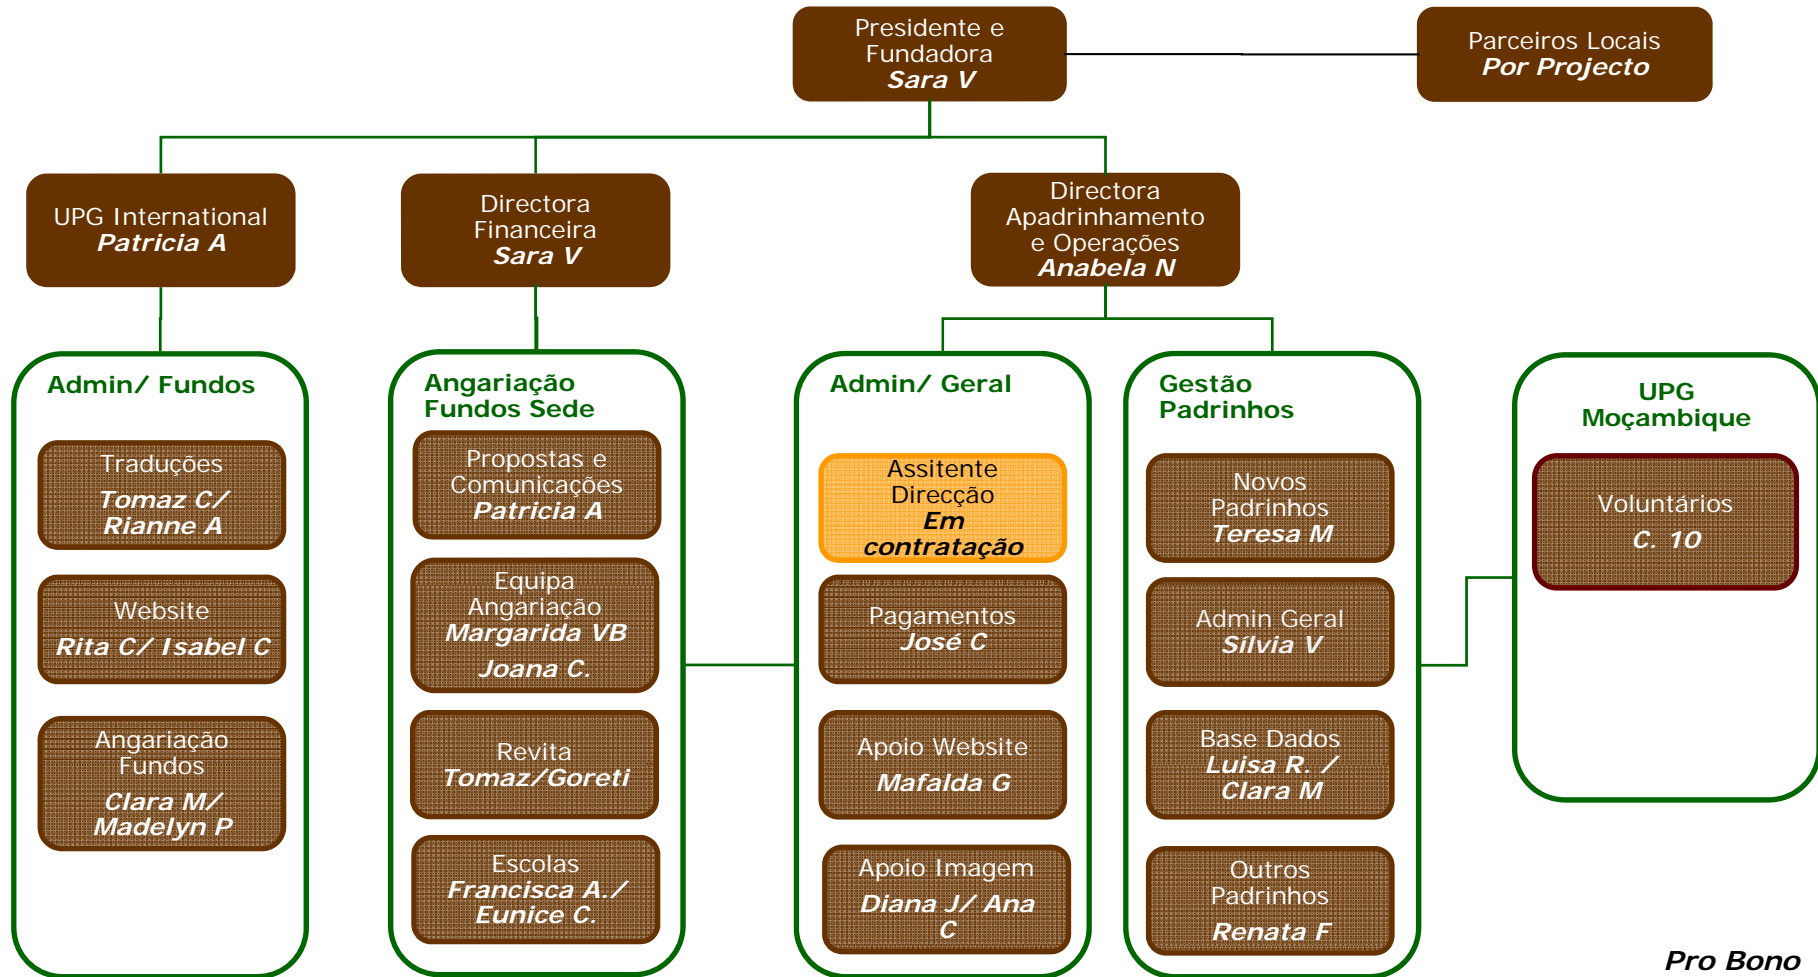 Presidente e
Fundadora
Sara V
Parceiros Locais
Por Projecto
UPG International
Patricia A
Directora
Financeira
Sara V
Directora
Apadrinhamento
e Operações
Anabela N
Admin/ Fundos
Traduções
Tomaz C/
Rianne A
Website
Rita C/ Isabel C
Angariação
Fundos
Clara M/
Madelyn P
Angariação
Fundos Sede
Propostas e
Comunicações
Patricia A
Equipa
Angariação
Margarida VB
Joana C.
Revita
Tomaz/Goreti
Escolas
Francisca A./
Eunice C.
Admin/ Geral
Assitente
Direcção
Em
contratação
Pagamentos
José C
Apoio Website
Mafalda G
Apoio Imagem
Diana J/ Ana
C
Gestão
Padrinhos
Novos
Padrinhos
Teresa M
Admin Geral
Sílvia V
Base Dados
Luisa R. /
Clara M
Outros
Padrinhos
Renata F
UPG
Moçambique
Voluntários
C. 10
Pro Bono